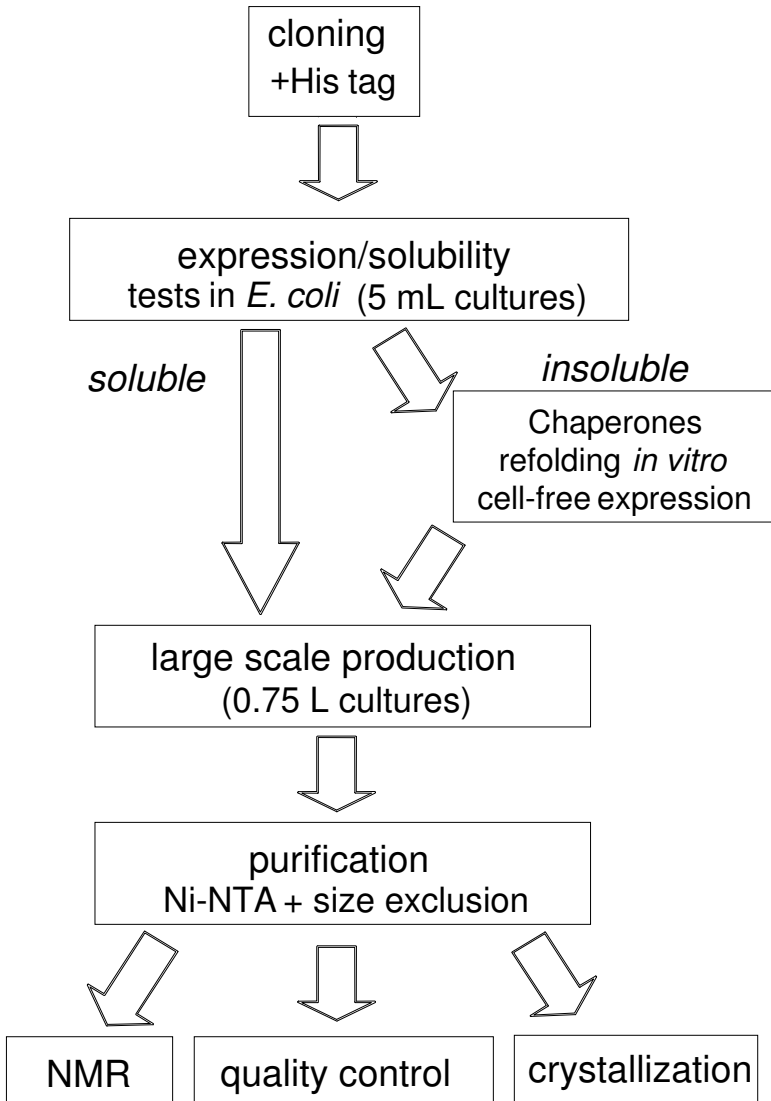 cloning
+His tag
expression/solubility
tests in E. coli (5 mL cultures)
soluble
insoluble
Chaperones
refolding in vitro
cell-free expression
large scale production
(0.75 L cultures)
purification
Ni-NTA + size exclusion
NMR
quality control
crystallization